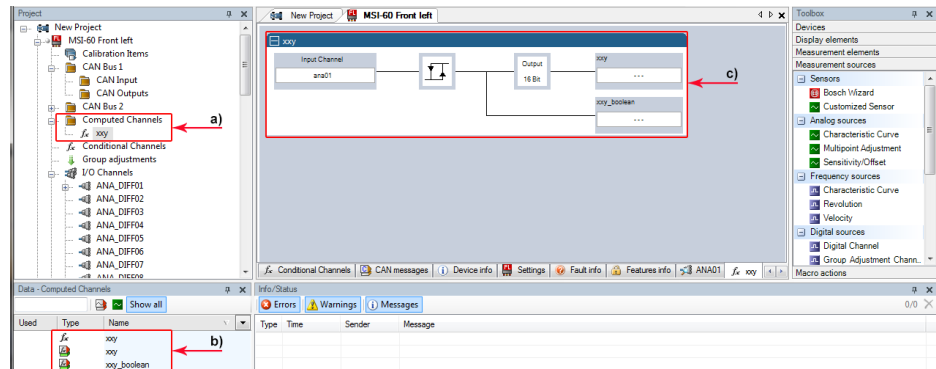 Project
New Project
MSI-60 Front left
Calibration Items
CAN Bus 1
CAN Input
CAN Outputs
CAN Bus 2
Computed Channels
fx xxy
a)
fx Conditional Channels
Group adjustments
I/O Channels
ANA_DIFF01
ANA_DIFF02
ANA_DIFF03
ANA_DIFF04
ANA_DIFF05
ANA_DIFF06
ANA_DIFF07
ANA_DIFF08
New Project
MSI-60 Front left
xxy
Input Channel
ana01
Output
16 Bit
xxy
---
xxy_boolean
---
c)
fx Conditional Channels
CAN messages
Device info
Settings
Fault info
Features info
ANA01
fx xxy
Toolbox
Devices
Display elements
Measurement elements
Measurement sources
Sensors
Bosch Wizard
Customized Sensor
Analog sources
Characteristic Curve
Multipoint Adjustment
Sensitivity/Offset
Frequency sources
Characteristic Curve
Revolution
Velocity
Digital sources
Digital Channel
Group Adjustment Chann..
Macro actions
Data - Computed Channels
Show all
Used Type Name
fx xxy
xxy
xxy_boolean
b)
Info/Status
Errors Warnings Messages
0/0
Type Time Sender Message